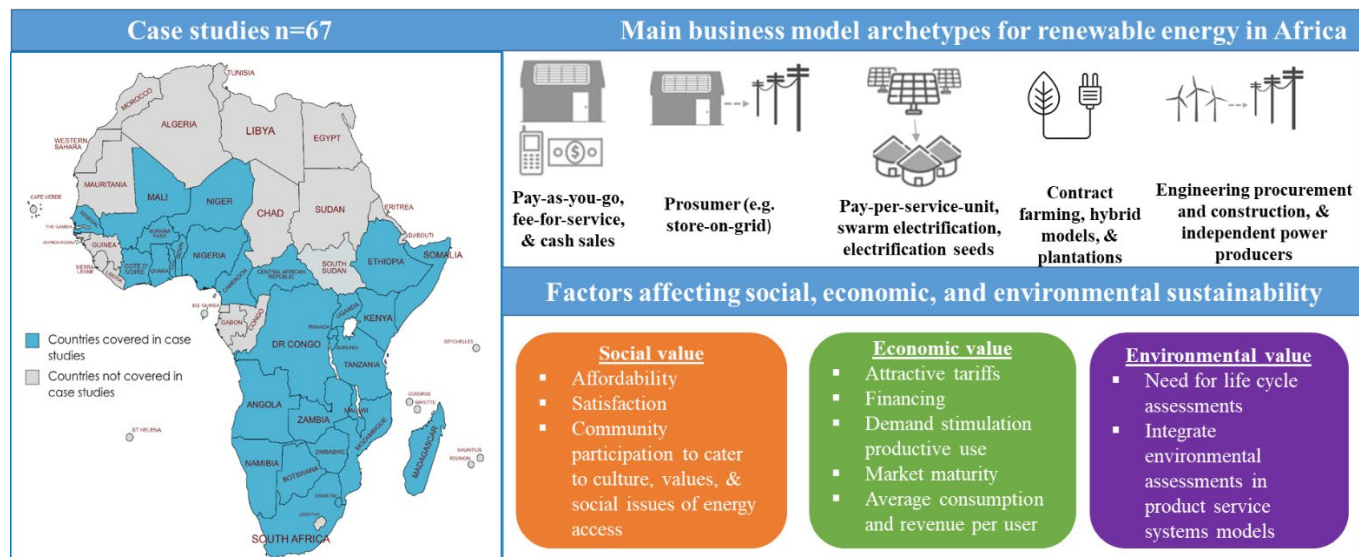 Case studies n=67
TUNISIA
MOROCCO
ALGERIA
LIBYA
EGYPT
WESTERN
SAHARA
MAURITANIA
MALI
NIGER
CAPE VERDE
CHAD
SUDAN
ERITREA
SENEGAL
THE GAMBIA
BURKINA
FASO
DJIBOUTI
GUINEA
NIGERIA
SIERRA
LEONE
COTE D'
IVOIRE
GHANA
LIBERIA
CENTRAL AFRICAN
REPUBLIC
SOUTH
SUDAN
ETHIOPIA
SOMALIA
CAMEROON
EQ. GUINEA
GABON
CONGO
UGANDA
KENYA
RWANDA
BURUNDI
DR CONGO
SEYCHELLES
TANZANIA
Countries covered in case
studies
Countries not covered in
case studies
COMOROS
MAYOTTE
ANGOLA
MALAWI
ZAMBIA
ST HELENA
MOZAMBIQUE
ZIMBABWE
MADAGASCAR
MAURITIUS
REUNION
NAMIBIA
BOTSWANA
SOUTH AFRICA
Main business model archetypes for renewable energy in Africa
Pay-as-you-go,
fee-for-service,
& cash sales
Prosumer (e.g.
store-on-grid)
Pay-per-service-unit,
swarm electrification,
electrification seeds
Contract
farming, hybrid
models, &
plantations
Engineering procurement
and construction, &
independent power
producers
Factors affecting social, economic, and environmental sustainability
Social value
▪ Affordability
▪ Satisfaction
▪ Community
participation to cater
to culture, values, &
social issues of energy
access
Economic value
▪ Attractive tariffs
▪ Financing
▪ Demand stimulation
productive use
▪ Market maturity
▪ Average consumption
and revenue per user
Environmental value
▪ Need for life cycle
assessments
▪ Integrate
environmental
assessments in
product service
systems models